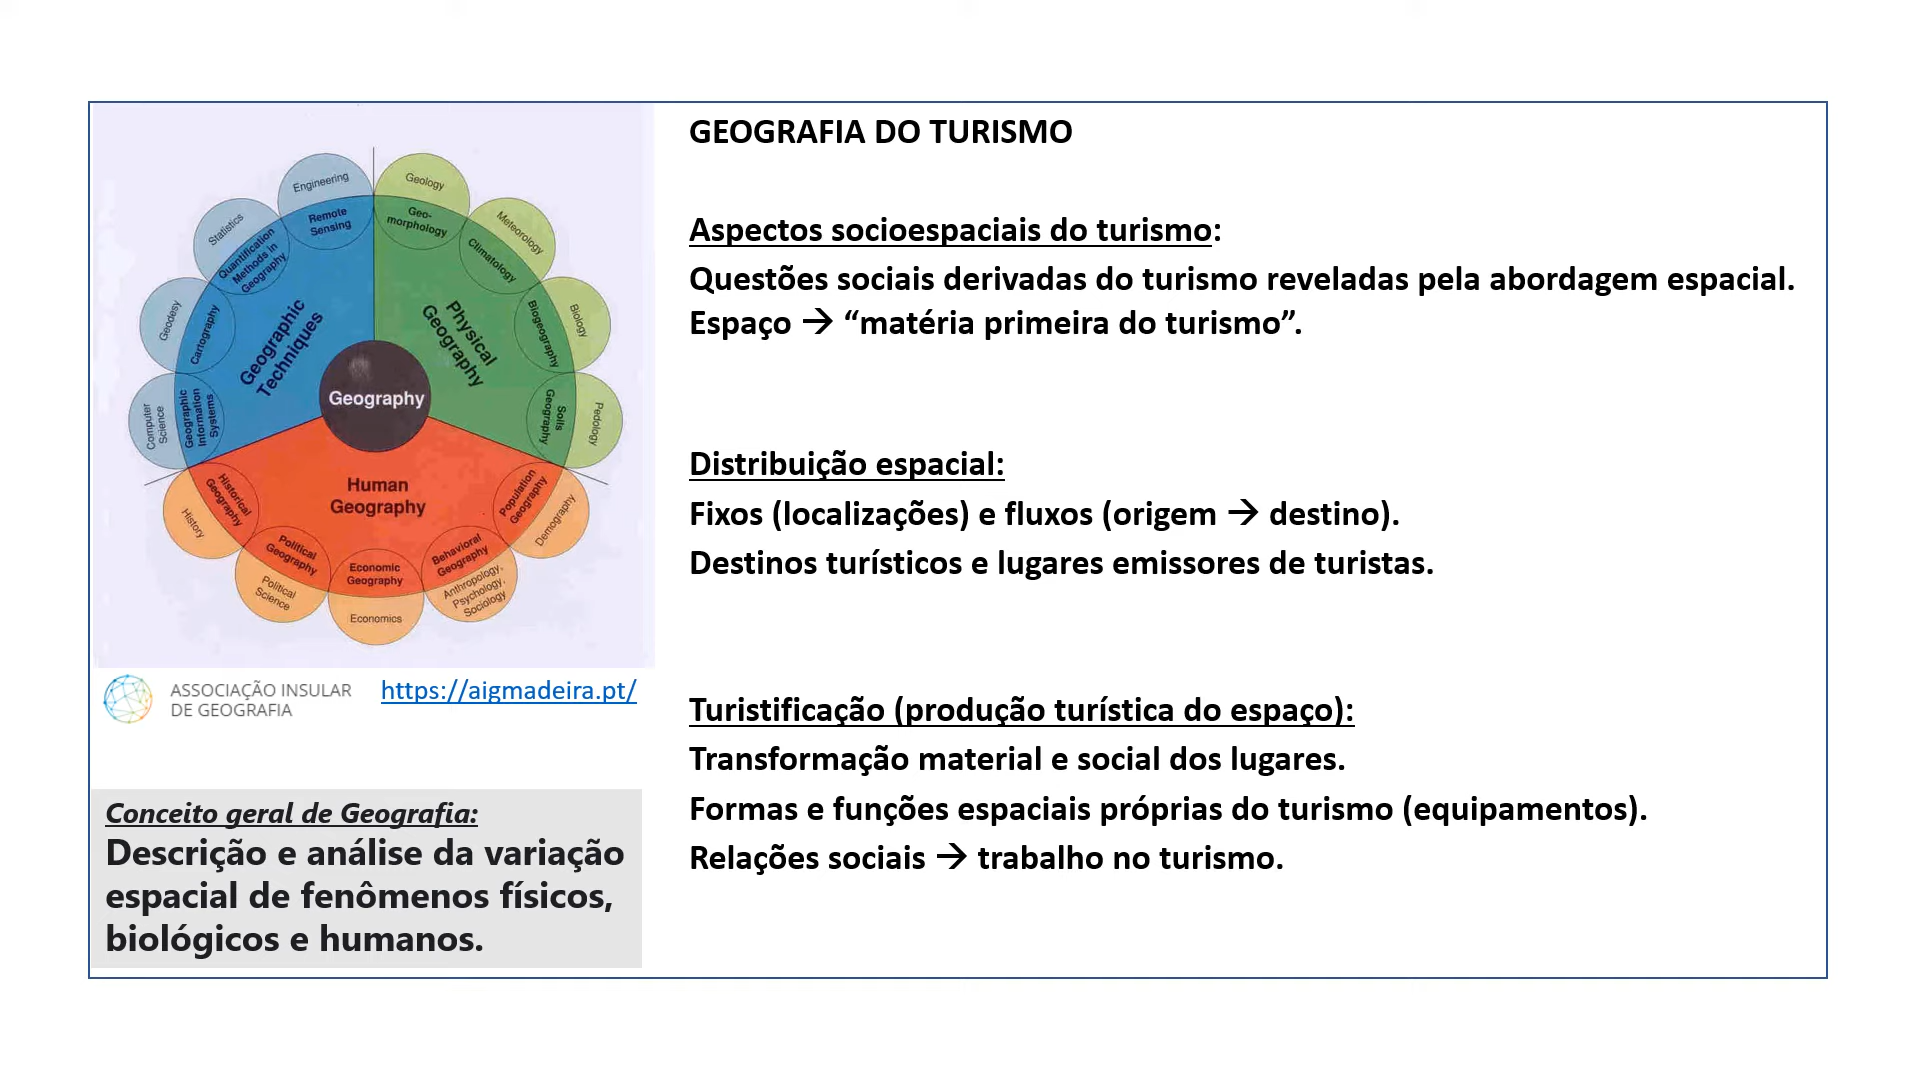 Engineering
Remote
Sensing
Statistics
Quantification
Methods in
Geography
Geodesy
Cartography
Computer
Science
Geographic
Information
Systems
Geographic
Techniques
Geology
Geo-
morphology
Meteorology
Climatology
Biology
Biogeography
Pedology
Soils
Geography
Physical
Geography
Geography
Human
Geography
Historical
Geography
History
Political
Geography
Political
Science
Economic
Geography
Economics
Behavioral
Geography
Anthropology,
Psychology,
Sociology
Population
Geography
Demography
ASSOCIAÇÃO INSULAR
DE GEOGRAFIA
https://aigmadeira.pt/
Conceito geral de Geografia:
Descrição e análise da variação
espacial de fenômenos físicos,
biológicos e humanos.
GEOGRAFIA DO TURISMO
Aspectos socioespaciais do turismo:
Questões sociais derivadas do turismo reveladas pela abordagem espacial.
Espaço → “matéria primeira do turismo”.
Distribuição espacial:
Fixos (localizações) e fluxos (origem → destino).
Destinos turísticos e lugares emissores de turistas.
Turistificação (produção turística do espaço):
Transformação material e social dos lugares.
Formas e funções espaciais próprias do turismo (equipamentos).
Relações sociais → trabalho no turismo.